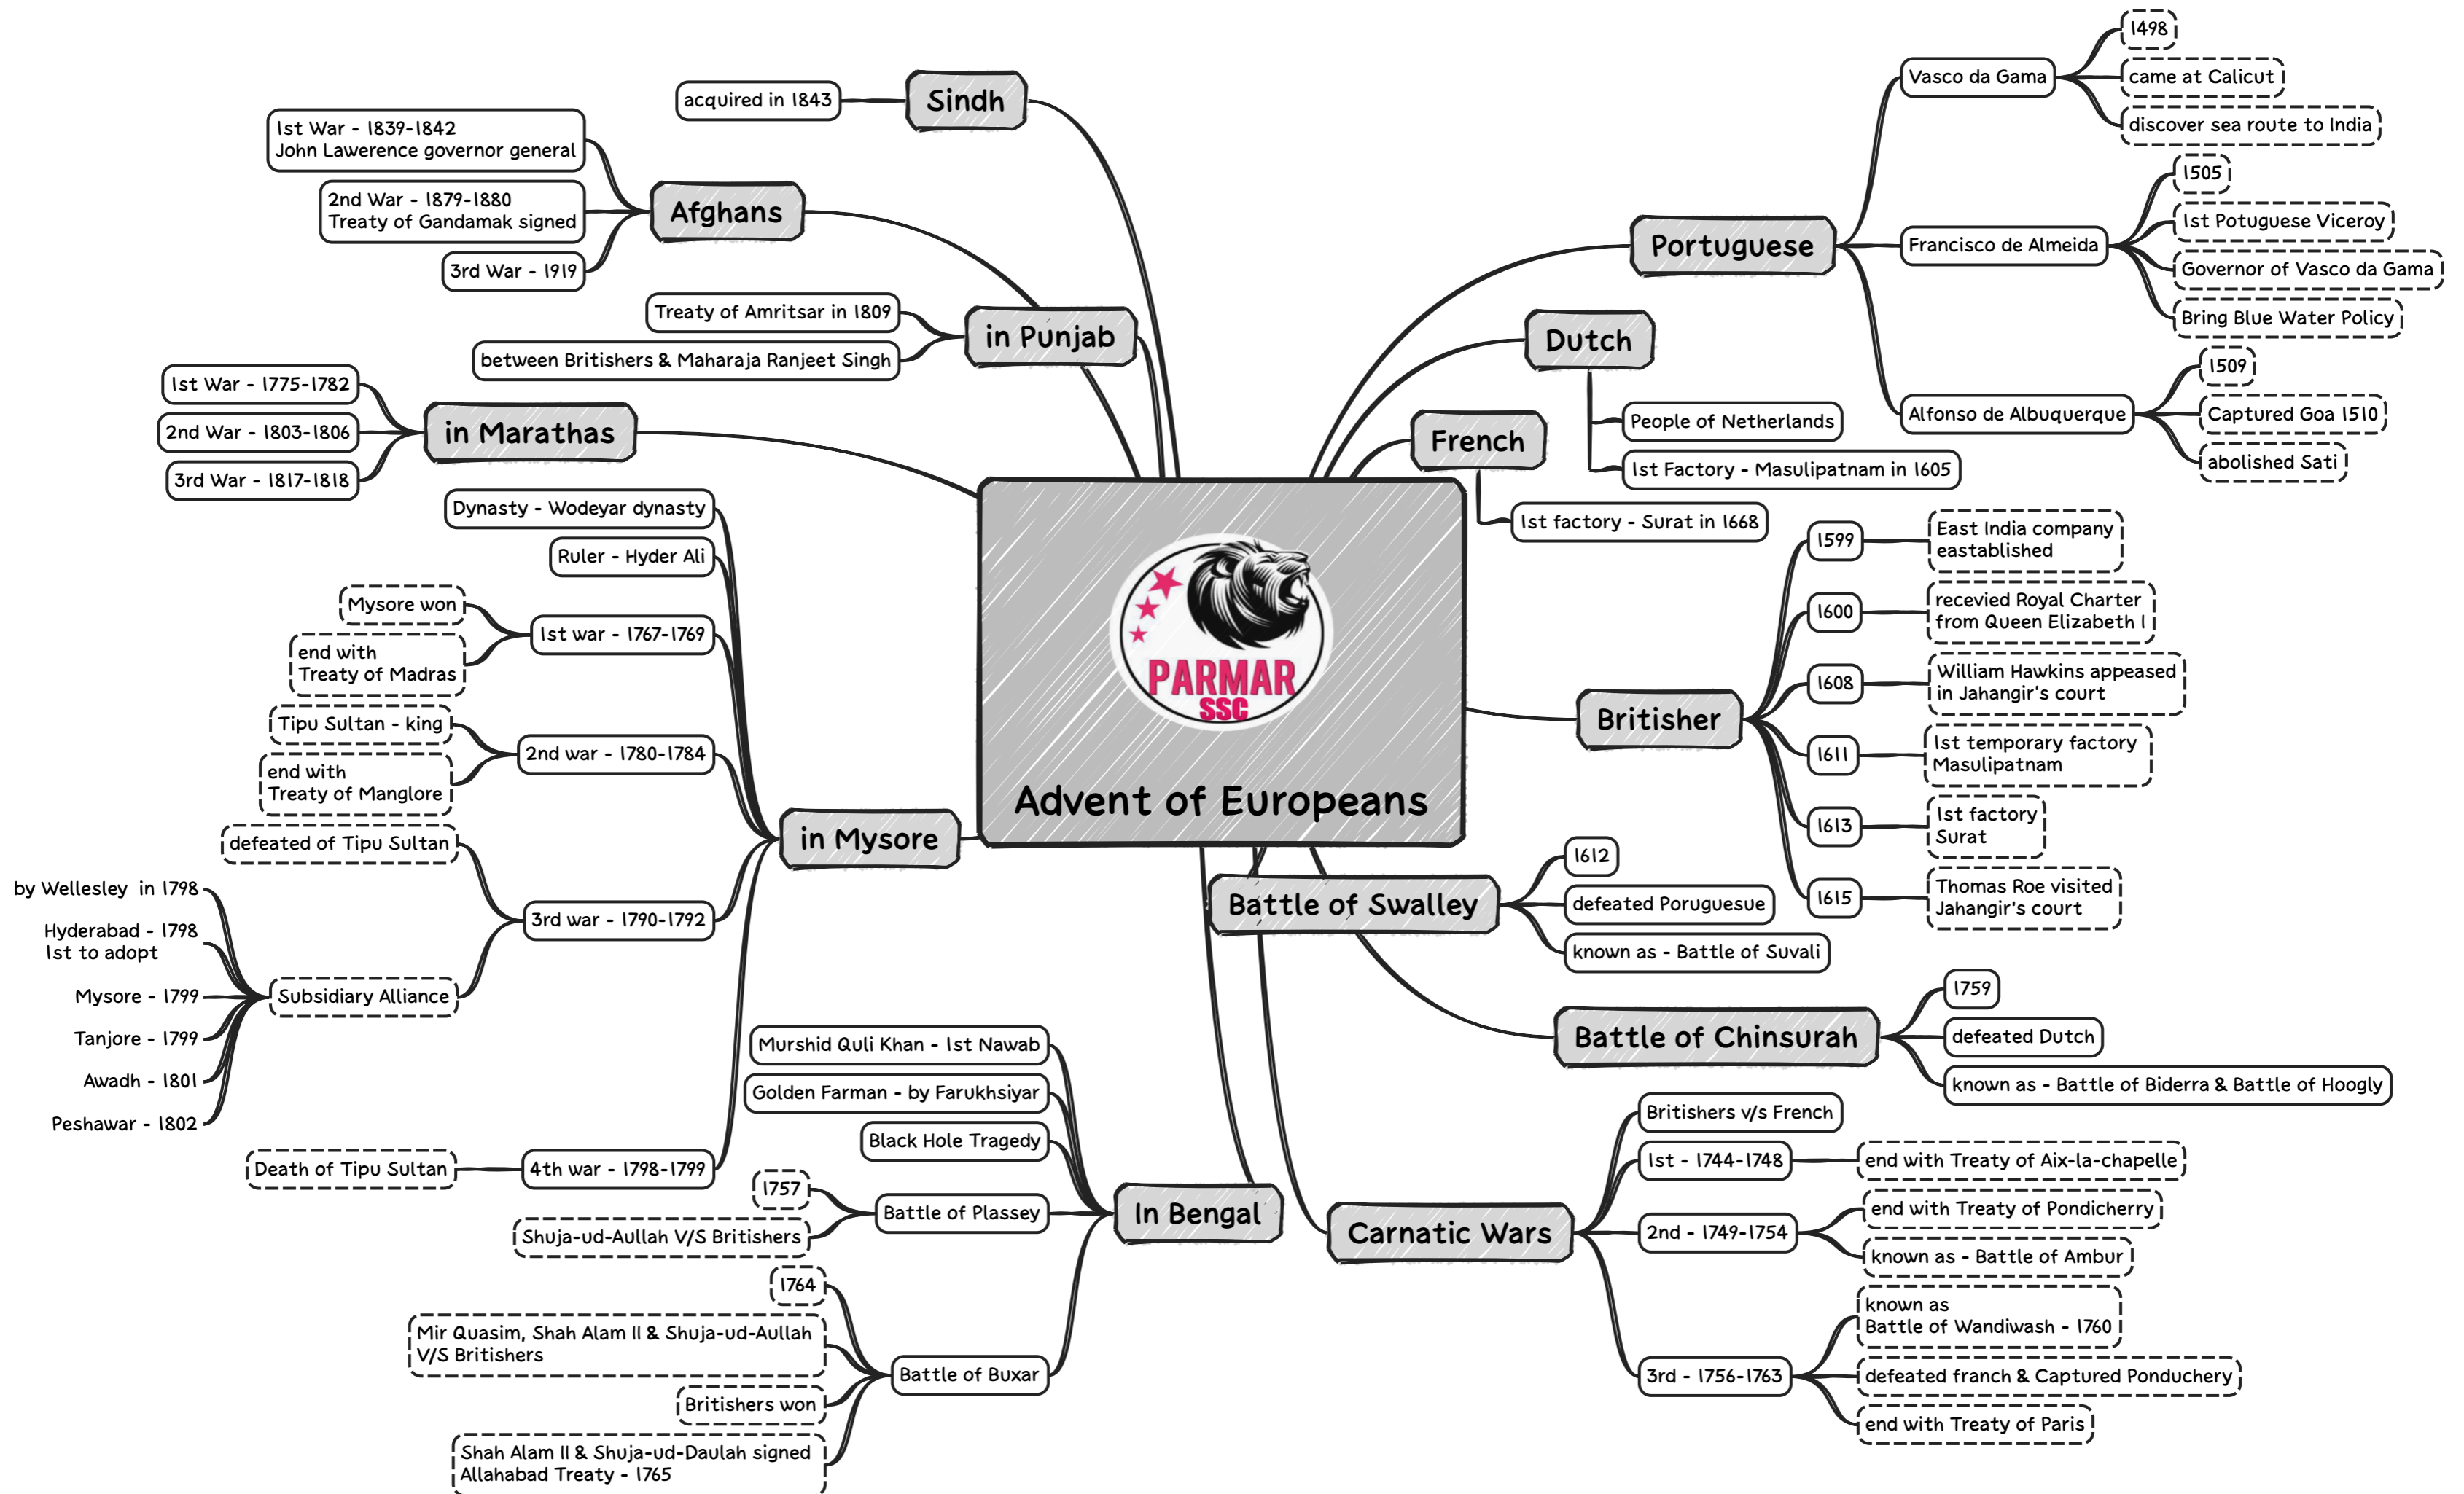 Advent of Europeans
PARMAR
SSC
Portuguese
Vasco da Gama
1498
came at Calicut
discover sea route to India
Francisco de Almeida
1505
1st Potuguese Viceroy
Governor of Vasco da Gama
Bring Blue Water Policy
Alfonso de Albuquerque
1509
Captured Goa 1510
abolished Sati
Dutch
People of Netherlands
1st Factory - Masulipatnam in 1605
French
1st factory - Surat in 1668
Britisher
1599
East India company
eastablished
1600
recevied Royal Charter
from Queen Elizabeth I
1608
William Hawkins appeased
in Jahangir's court
1611
1st temporary factory
Masulipatnam
1613
1st factory
Surat
1615
Thomas Roe visited
Jahangir's court
Battle of Swalley
1612
defeated Poruguesue
known as - Battle of Suvali
Battle of Chinsurah
1759
defeated Dutch
known as - Battle of Biderra & Battle of Hoogly
Carnatic Wars
Britishers v/s French
1st - 1744-1748
end with Treaty of Aix-la-chapelle
2nd - 1749-1754
end with Treaty of Pondicherry
known as - Battle of Ambur
3rd - 1756-1763
known as
Battle of Wandiwash - 1760
defeated franch & Captured Ponduchery
end with Treaty of Paris
Sindh
acquired in 1843
Afghans
1st War - 1839-1842
John Lawerence governor general
2nd War - 1879-1880
Treaty of Gandamak signed
3rd War - 1919
in Punjab
Treaty of Amritsar in 1809
between Britishers & Maharaja Ranjeet Singh
in Marathas
1st War - 1775-1782
2nd War - 1803-1806
3rd War - 1817-1818
in Mysore
Dynasty - Wodeyar dynasty
Ruler - Hyder Ali
1st war - 1767-1769
Mysore won
end with
Treaty of Madras
2nd war - 1780-1784
Tipu Sultan - king
end with
Treaty of Manglore
3rd war - 1790-1792
defeated of Tipu Sultan
Subsidiary Alliance
by Wellesley in 1798
Hyderabad - 1798
1st to adopt
Mysore - 1799
Tanjore - 1799
Awadh - 1801
Peshawar - 1802
4th war - 1798-1799
Death of Tipu Sultan
In Bengal
Murshid Quli Khan - 1st Nawab
Golden Farman - by Farukhsiyar
Black Hole Tragedy
Battle of Plassey
1757
Shuja-ud-Aullah V/S Britishers
Battle of Buxar
1764
Mir Quasim, Shah Alam II & Shuja-ud-Aullah
V/S Britishers
Britishers won
Shah Alam II & Shuja-ud-Daulah signed
Allahabad Treaty - 1765